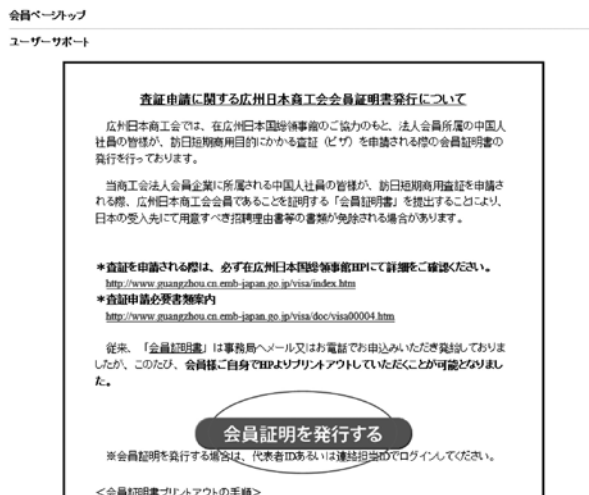 会員ページトップ
ユーザーサポート
査証申請に関する広州日本商工会会員証明書発行について
広州日本商工会では、在広州日本国総領事館のご協力のもと、法人会員所属の中国人
社員の皆様が、訪日短期商用目的にかかる査証（ビザ）を申請される際の会員証明書の
発行を行っております。
当商工会法人会員企業に所属される中国人社員の皆様が、訪日短期商用査証を申請さ
れる際、広州日本商工会会員であることを証明する「会員証明書」を提出することにより、
日本の受入先にて用意すべき招聘理由書等の書類が免除される場合があります。
＊査証を申請される際は、必ず在広州日本国総領事館HPにて詳細をご確認ください。
http://www.guangzhou.cn.emb-japan.go.jp/visa/index.htm
＊査証申請必要書類案内
http://www.guangzhou.cn.emb-japan.go.jp/visa/doc/visa00004.htm
従来、「会員証明書」は事務局へメール又はお電話でお申込みいただき発給しておりま
したが、このたび、会員様ご自身でHPよりプリントアウトしていただくことが可能となりまし
た。
会員証明を発行する
※会員証明を発行する場合は、代表者IDあるいは連絡担当IDでログインしてください。
＜会員証明書プリントアウトの手順＞